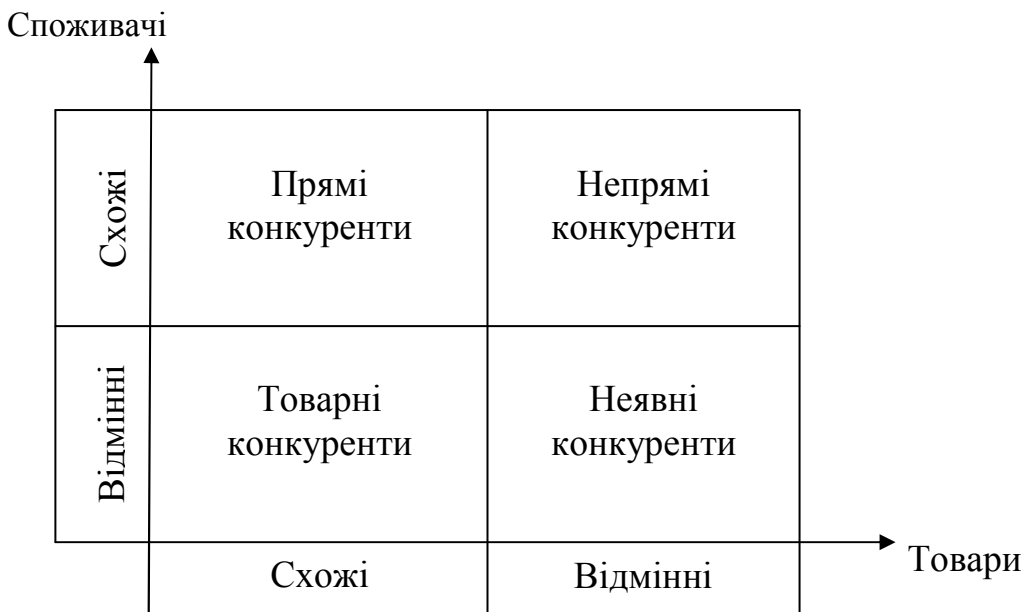 Споживачі
Схожі
Прямі
конкуренти
Непрямі
конкуренти
Відмінні
Товарні
конкуренти
Неявні
конкуренти
Схожі
Відмінні
Товари